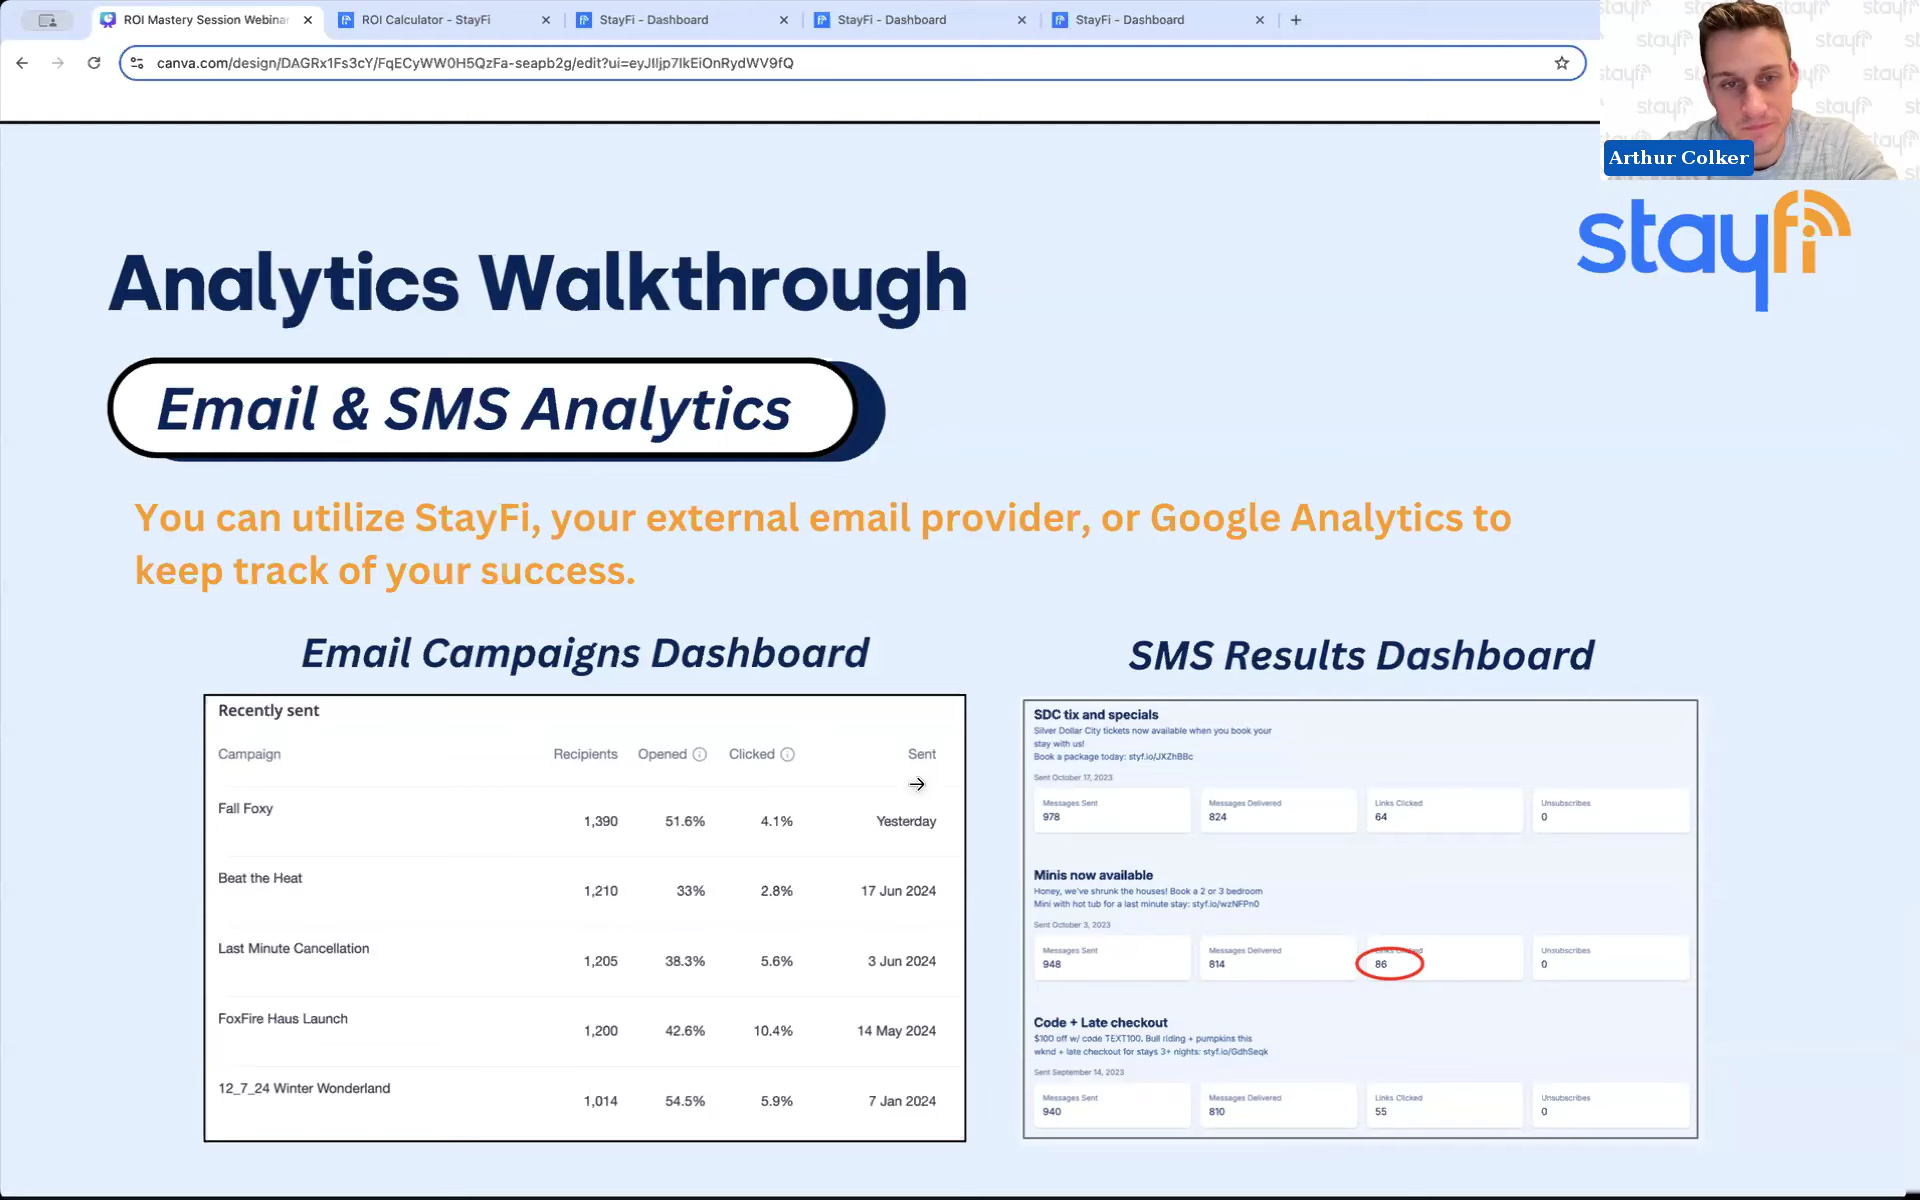 ROI Mastery Session Webinar
ROI Calculator - StayFi
StayFi - Dashboard
StayFi - Dashboard
StayFi - Dashboard
canva.com/design/DAGRx1Fs3cY/FqECyWW0H5QzFa-seapb2g/edit?ui=eyJIIjp7IkEiOnRydWV9fQ
Arthur Colker
stayfi
Analytics Walkthrough
Email & SMS Analytics
You can utilize StayFi, your external email provider, or Google Analytics to
keep track of your success.
Email Campaigns Dashboard
Recently sent
Campaign Recipients Opened Clicked Sent
Fall Foxy 1,390 51.6% 4.1% Yesterday
Beat the Heat 1,210 33% 2.8% 17 Jun 2024
Last Minute Cancellation 1,205 38.3% 5.6% 3 Jun 2024
FoxFire Haus Launch 1,200 42.6% 10.4% 14 May 2024
12_7_24 Winter Wonderland 1,014 54.5% 5.9% 7 Jan 2024
SMS Results Dashboard
SDC tix and specials
Silver Dollar City tickets now available when you book your
stay with us!
Book a package today: styf.io/JXZhBBc
Sent October 17, 2023
Messages Sent Messages Delivered Links Clicked Unsubscribes
978 824 64 0
Minis now available
Honey, we've shrunk the houses! Book a 2 or 3 bedroom
Mini with hot tub for a last minute stay: styf.io/wzNFPn0
Sent October 3, 2023
Messages Sent Messages Delivered Links Clicked Unsubscribes
948 814 86 0
Code + Late checkout
$100 off w/ code TEXT100. Bull riding + pumpkins this
wknd + late checkout for stays 3+ nights: styf.io/GdhSeqk
Sent September 14, 2023
Messages Sent Messages Delivered Links Clicked Unsubscribes
940 810 55 0